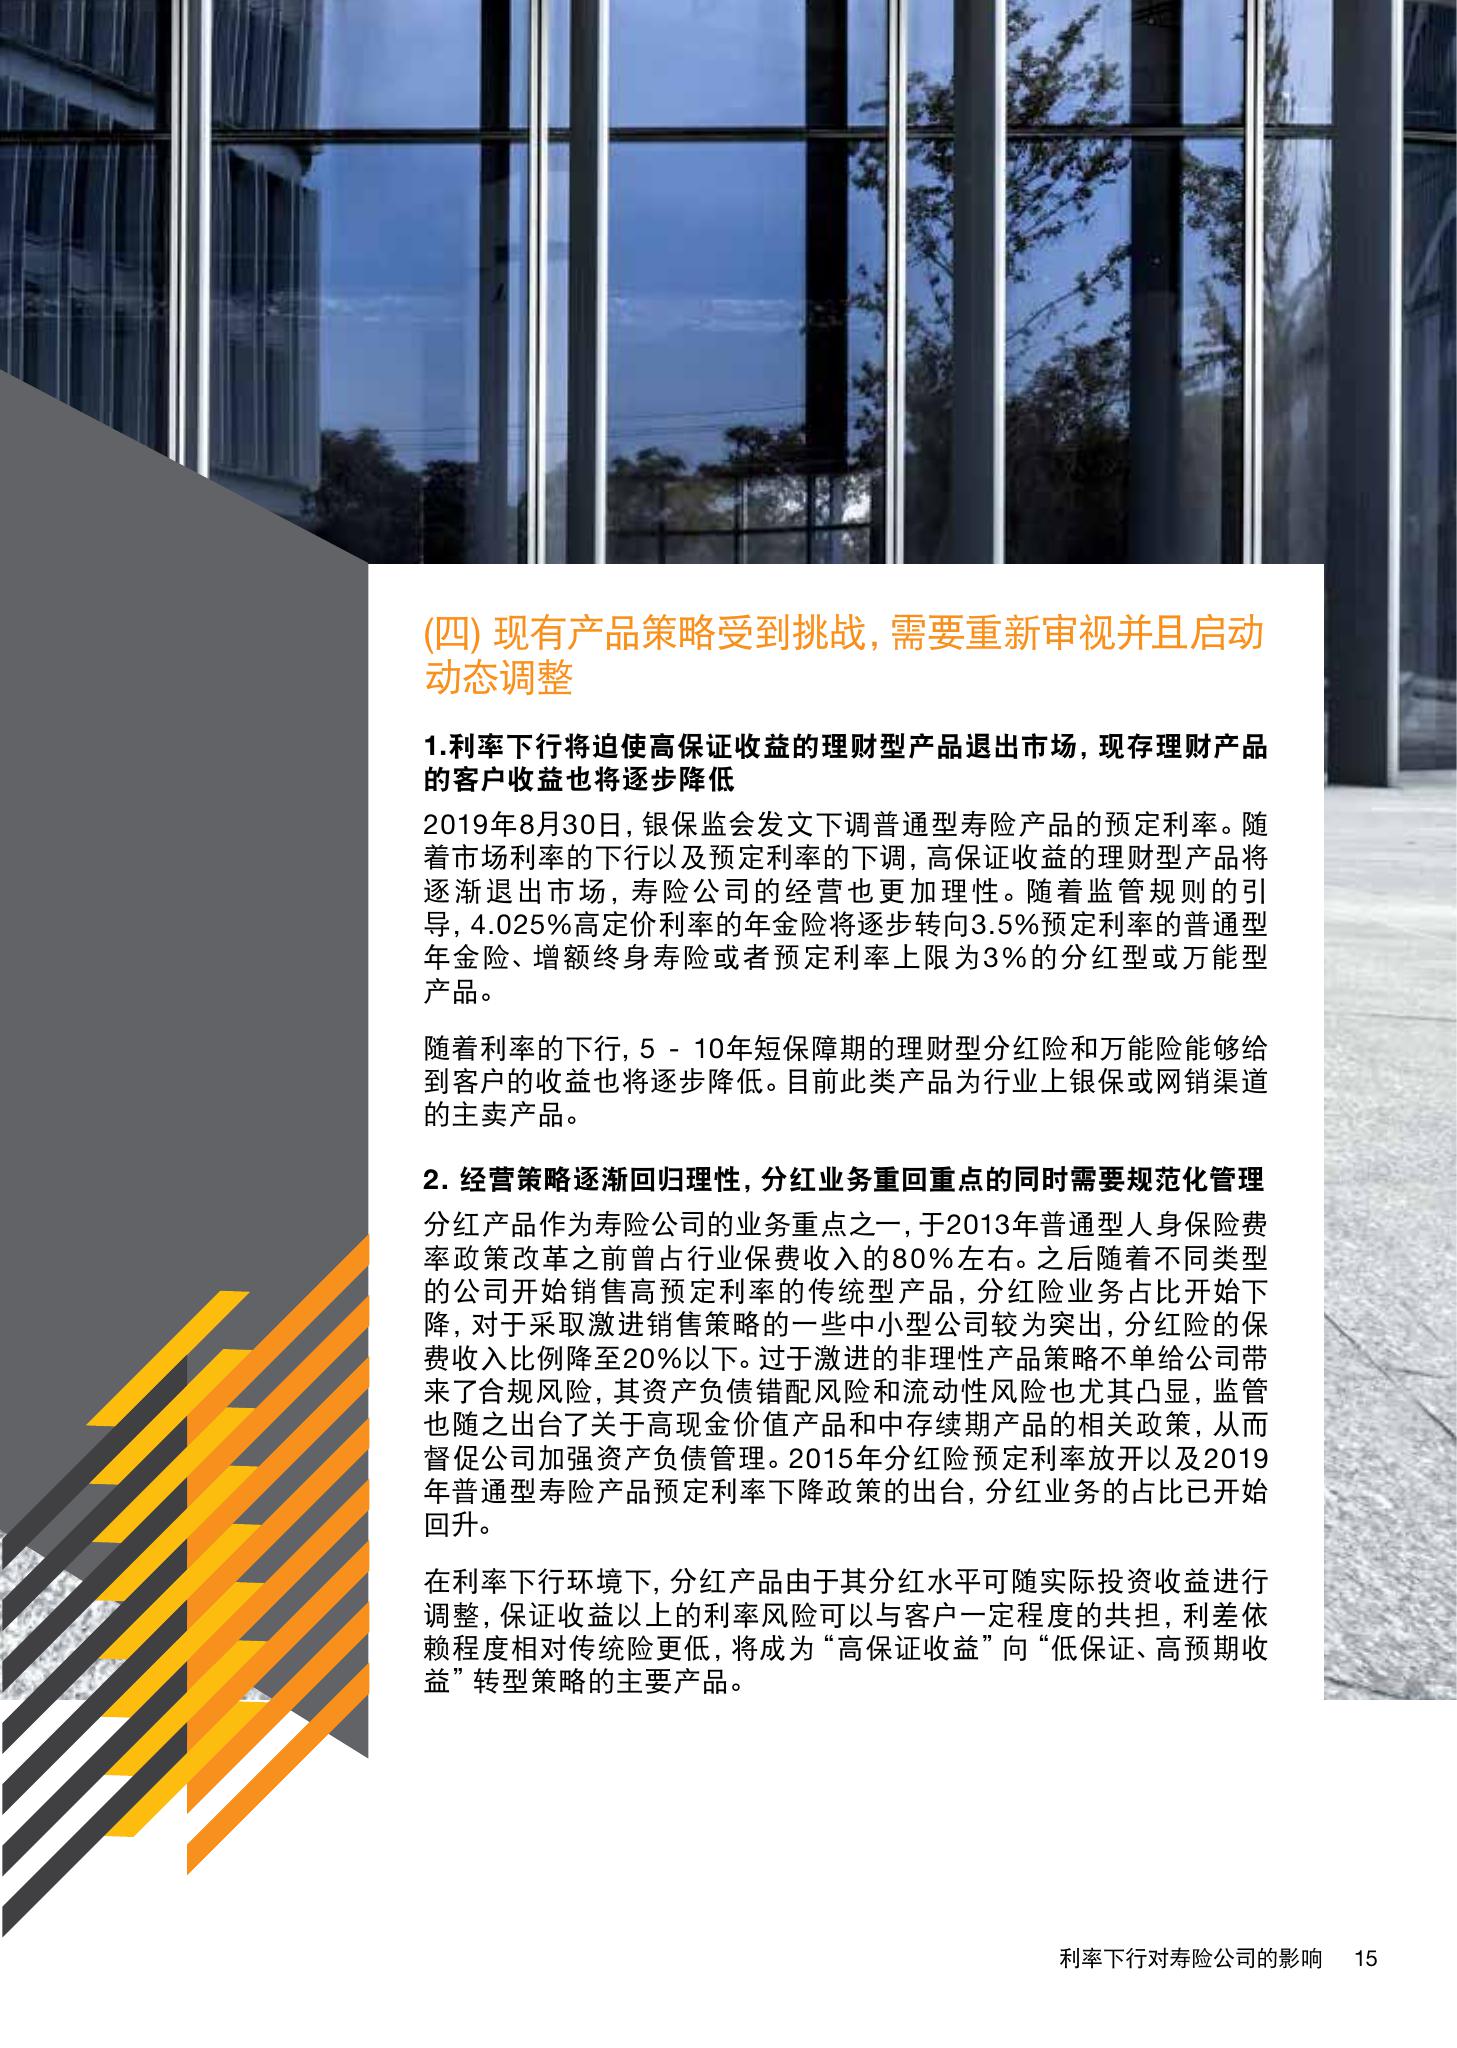 (四) 现有产品策略受到挑战，需要重新审视并且启动
动态调整
1.利率下行将迫使高保证收益的理财型产品退出市场，现存理财产品
的客户收益也将逐步降低
2019年8月30日，银保监会发文下调普通型寿险产品的预定利率。随
着市场利率的下行以及预定利率的下调，高保证收益的理财型产品将
逐渐退出市场，寿险公司的经营也更加理性。随着监管规则的引
导，4.025%高定价利率的年金险将逐步转向3.5%预定利率的普通型
年金险、增额终身寿险或者预定利率上限为3%的分红型或万能型
产品。
随着利率的下行，5 - 10年短保障期的理财型分红险和万能险能够给
到客户的收益也将逐步降低。目前此类产品为行业上银保或网销渠道
的主卖产品。
2. 经营策略逐渐回归理性，分红业务重回重点的同时需要规范化管理
分红产品作为寿险公司的业务重点之一，于2013年普通型人身保险费
率政策改革之前曾占行业保费收入的80%左右。之后随着不同类型
的公司开始销售高预定利率的传统型产品，分红险业务占比开始下
降，对于采取激进销售策略的一些中小型公司较为突出，分红险的保
费收入比例降至20%以下。过于激进的非理性产品策略不单给公司带
来了合规风险，其资产负债错配风险和流动性风险也尤其凸显，监管
也随之出台了关于高现金价值产品和中存续期产品的相关政策，从而
督促公司加强资产负债管理。2015年分红险预定利率放开以及2019
年普通型寿险产品预定利率下降政策的出台，分红业务的占比已开始
回升。
在利率下行环境下，分红产品由于其分红水平可随实际投资收益进行
调整，保证收益以上的利率风险可以与客户一定程度的共担，利差依
赖程度相对传统险更低，将成为“高保证收益”向“低保证、高预期收
益”转型策略的主要产品。
利率下行对寿险公司的影响 15